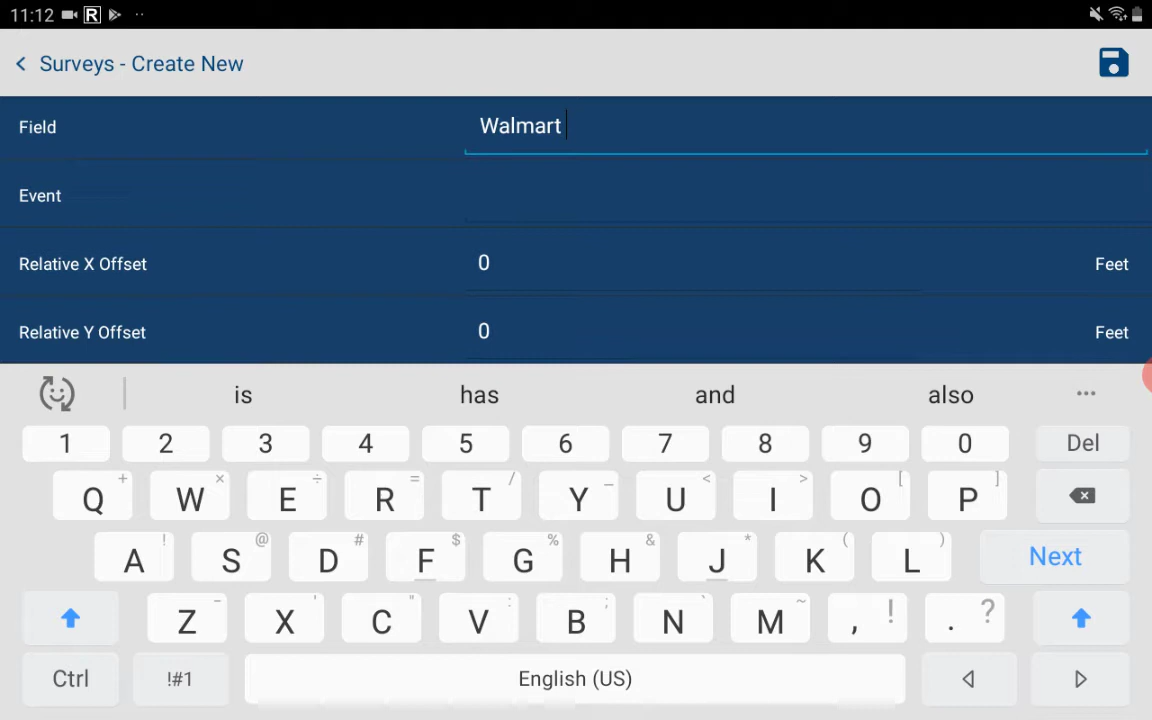 11:12 R
Surveys - Create New
Field Walmart
Event
Relative X Offset 0 Feet
Relative Y Offset 0 Feet
is has and also ...
1 2 3 4 5 6 7 8 9 0 Del
Q + W × E ÷ R = T / Y _ U < I > O [ P ]
A ! S @ D # F $ G % H & J * K ( L ) Next
Z - X ' C " V : B ; N ` M ~ , ! . ?
Ctrl !#1 English (US)